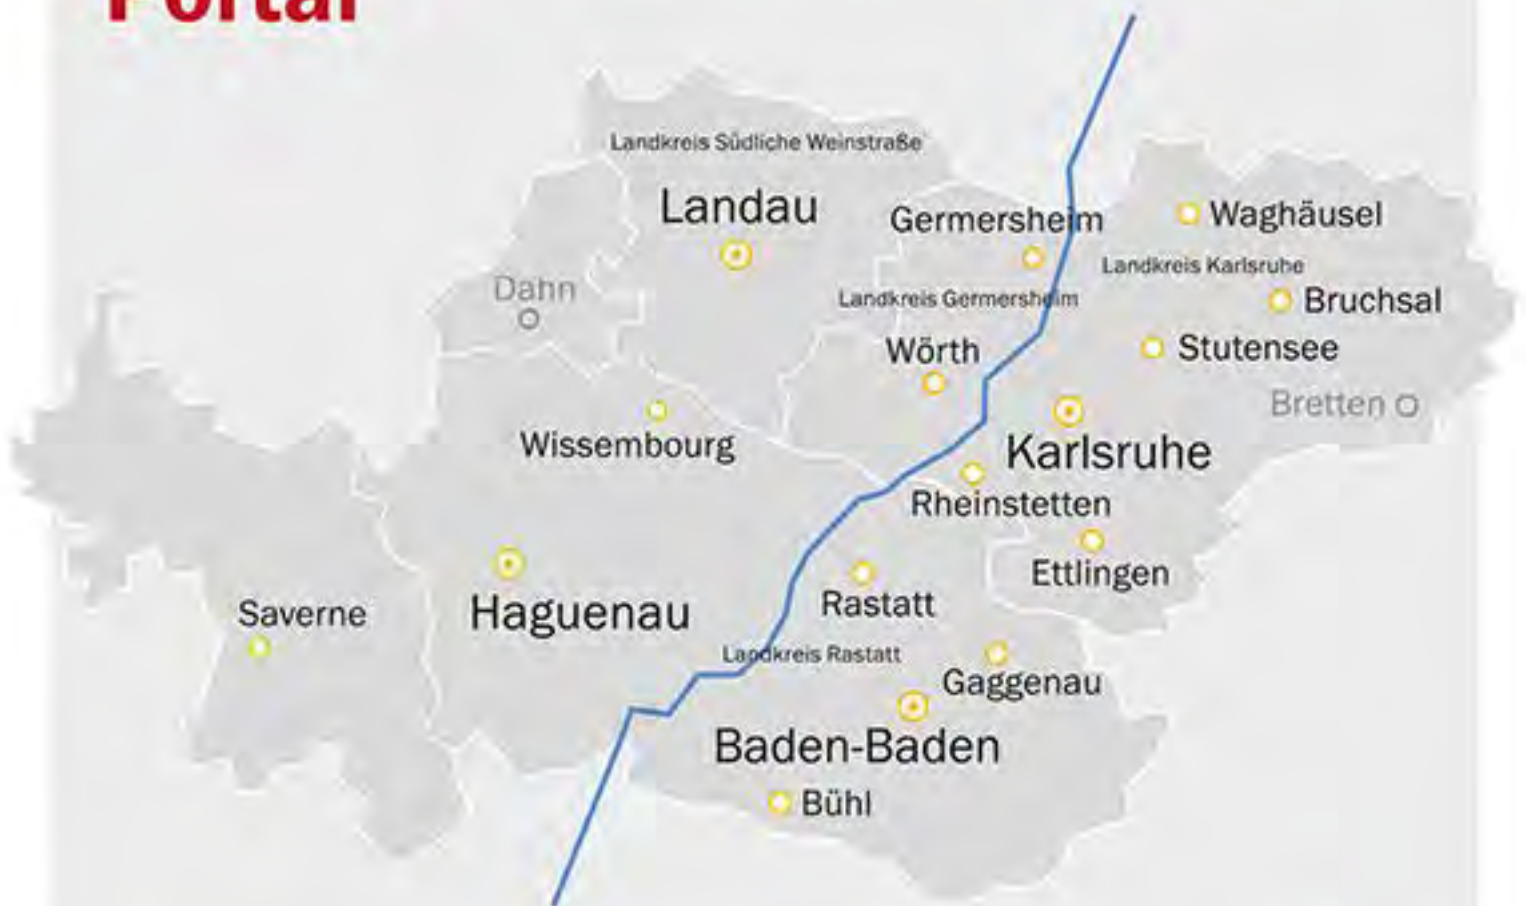 Portal
Landkreis Südliche Weinstraße
Landau
Germersheim
Waghäusel
Landkreis Karlsruhe
Dahn
Landkreis Germersheim
Bruchsal
Wörth
Stutensee
Bretten
Wissembourg
Karlsruhe
Rheinstetten
Ettlingen
Saverne
Haguenau
Rastatt
Landkreis Rastatt
Gaggenau
Baden-Baden
Bühl